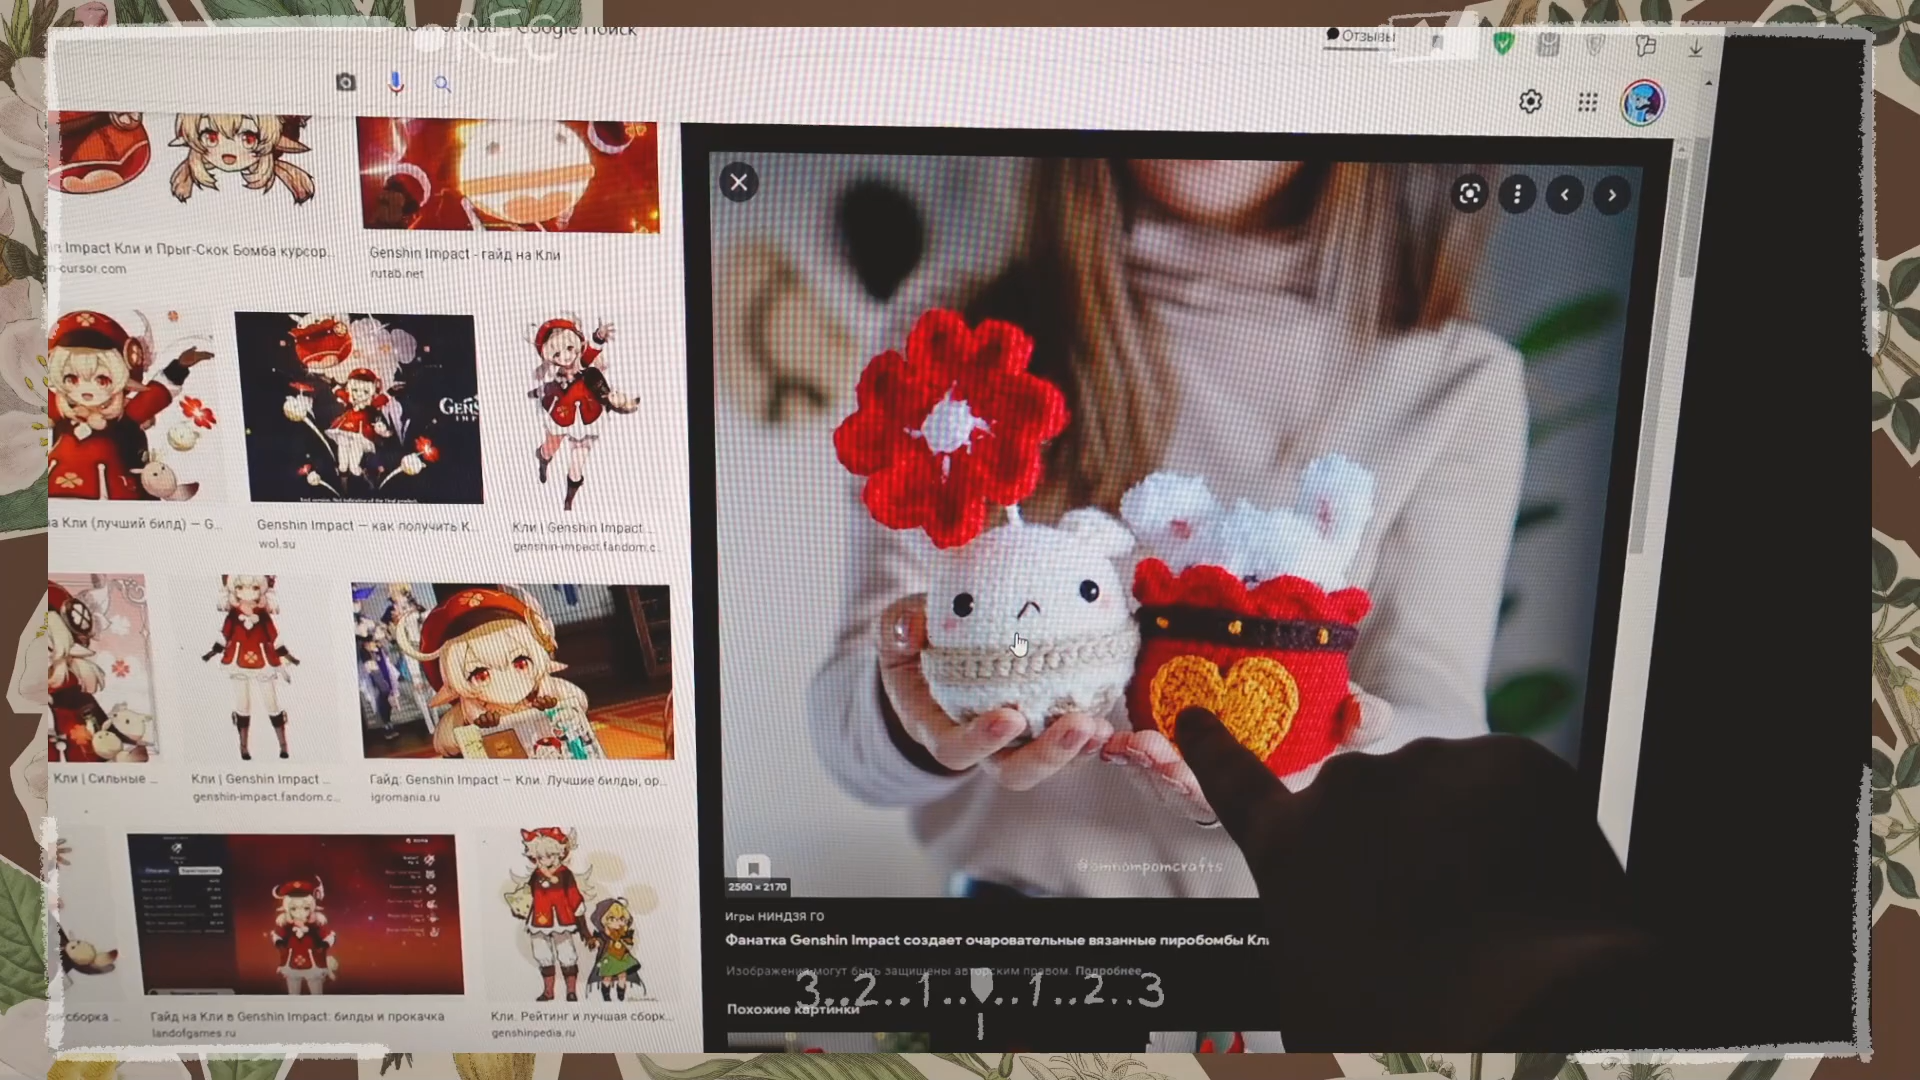 REC
Google Поиск
Отзывы
Impact Кли и Прыг-Скок Бомба курсор...
n-cursor.com
Genshin Impact - гайд на Кли
rutab.net
а Кли (лучший билд) — G...
Genshin Impact — как получить К...
wol.su
Кли | Genshin Impact ...
genshin-impact.fandom.c...
Кли | Сильные ...
Кли | Genshin Impact ...
genshin-impact.fandom.c...
Гайд: Genshin Impact — Кли. Лучшие билды, ор...
igromania.ru
сборка ...
Гайд на Кли в Genshin Impact: билды и прокачка
landofgames.ru
Кли. Рейтинг и лучшая сборк...
genshinpedia.ru
@omnompomcrafts
2560 × 2170
Игры НИНДЗЯ ГО
Фанатка Genshin Impact создает очаровательные вязанные пиробомбы Кл
Изображения могут быть защищены авторским правом. Подробнее
3..2..1.. ..1..2..3
Похожие картинки